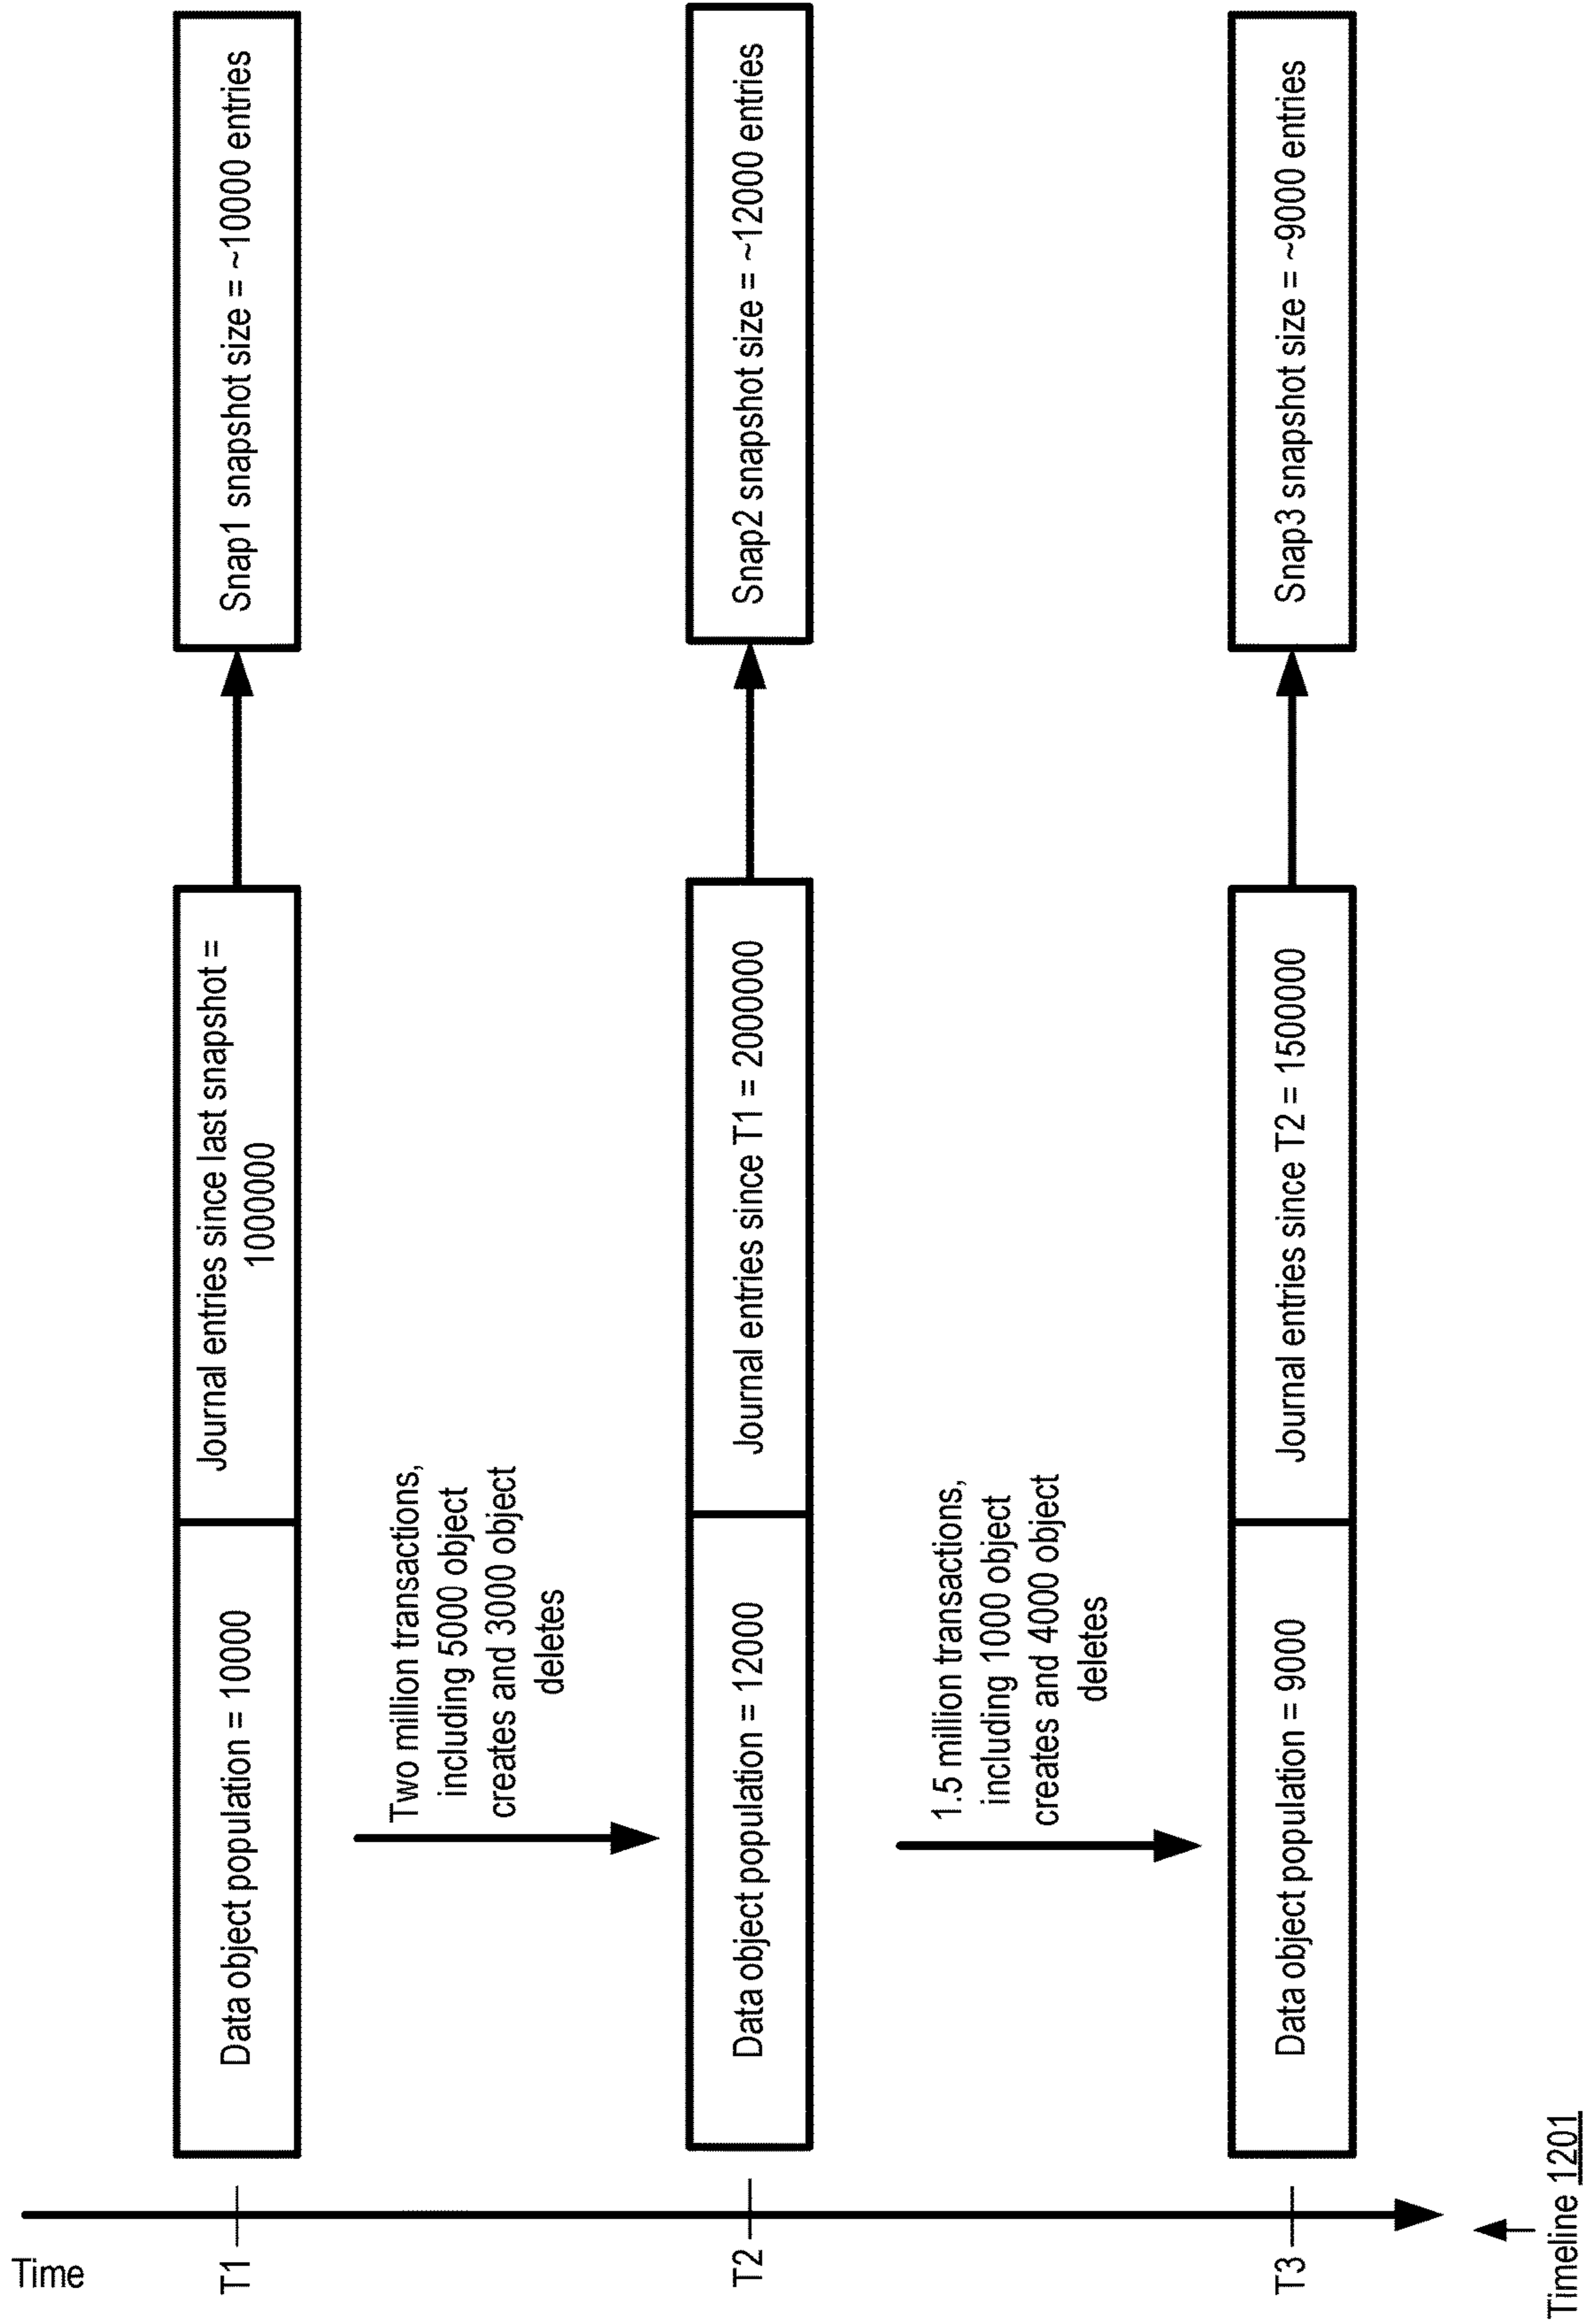 Time
T1
Data object population = 10000
Journal entries since last snapshot =
1000000
Snap1 snapshot size = ~10000 entries
Two million transactions,
including 5000 object
creates and 3000 object
deletes
T2
Data object population = 12000
Journal entries since T1 = 2000000
Snap2 snapshot size = ~12000 entries
1.5 million transactions,
including 1000 object
creates and 4000 object
deletes
T3
Data object population = 9000
Journal entries since T2 = 1500000
Snap3 snapshot size = ~9000 entries
Timeline 1201